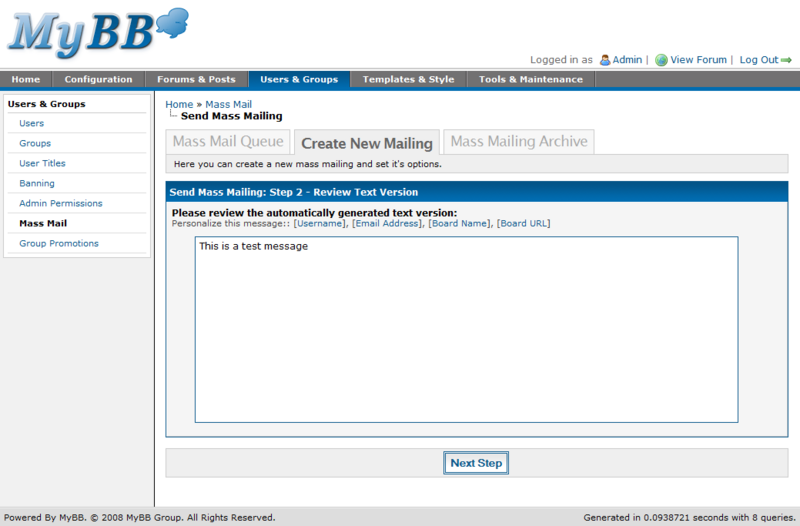 MyBB
Logged in as Admin | View Forum | Log Out
Home Configuration Forums & Posts Users & Groups Templates & Style Tools & Maintenance
Users & Groups
Users
Groups
User Titles
Banning
Admin Permissions
Mass Mail
Group Promotions
Home » Mass Mail
Send Mass Mailing
Mass Mail Queue Create New Mailing Mass Mailing Archive
Here you can create a new mass mailing and set it's options.
Send Mass Mailing: Step 2 - Review Text Version
Please review the automatically generated text version:
Personalize this message:: [Username], [Email Address], [Board Name], [Board URL]
This is a test message
Next Step
Powered By MyBB. © 2008 MyBB Group. All Rights Reserved. Generated in 0.0938721 seconds with 8 queries.